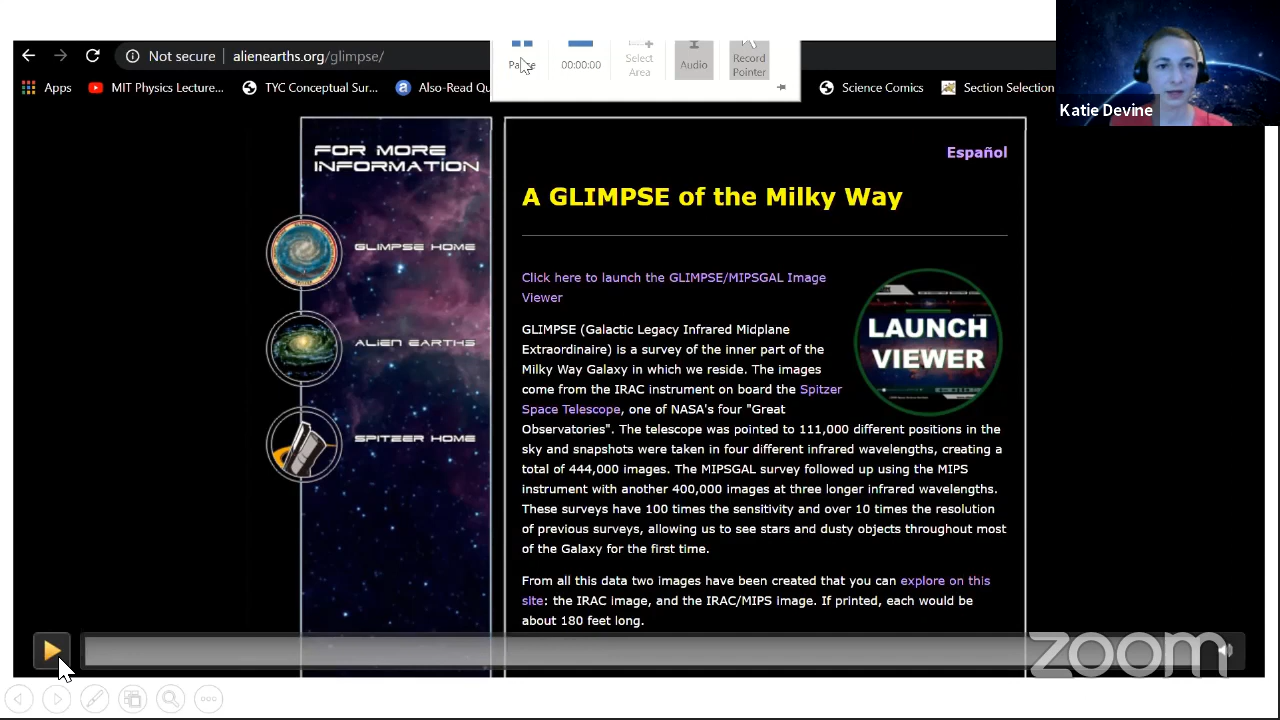 Not secure alienearths.org/glimpse/
Apps MIT Physics Lecture... TYC Conceptual Sur... Also-Read Qu Science Comics Section Selection
00:00:00
Select
Area
Audio
Record
Pointer
Katie Devine
FOR MORE
INFORMATION
GLIMPSE HOME
ALIEN EARTHS
SPITZER HOME
Español
A GLIMPSE of the Milky Way
Click here to launch the GLIMPSE/MIPSGAL Image
Viewer
LAUNCH
VIEWER
GLIMPSE (Galactic Legacy Infrared Midplane
Extraordinaire) is a survey of the inner part of the
Milky Way Galaxy in which we reside. The images
come from the IRAC instrument on board the Spitzer
Space Telescope, one of NASA's four "Great
Observatories". The telescope was pointed to 111,000 different positions in the
sky and snapshots were taken in four different infrared wavelengths, creating a
total of 444,000 images. The MIPSGAL survey followed up using the MIPS
instrument with another 400,000 images at three longer infrared wavelengths.
These surveys have 100 times the sensitivity and over 10 times the resolution
of previous surveys, allowing us to see stars and dusty objects throughout most
of the Galaxy for the first time.
From all this data two images have been created that you can explore on this
site: the IRAC image, and the IRAC/MIPS image. If printed, each would be
about 180 feet long.
zoom